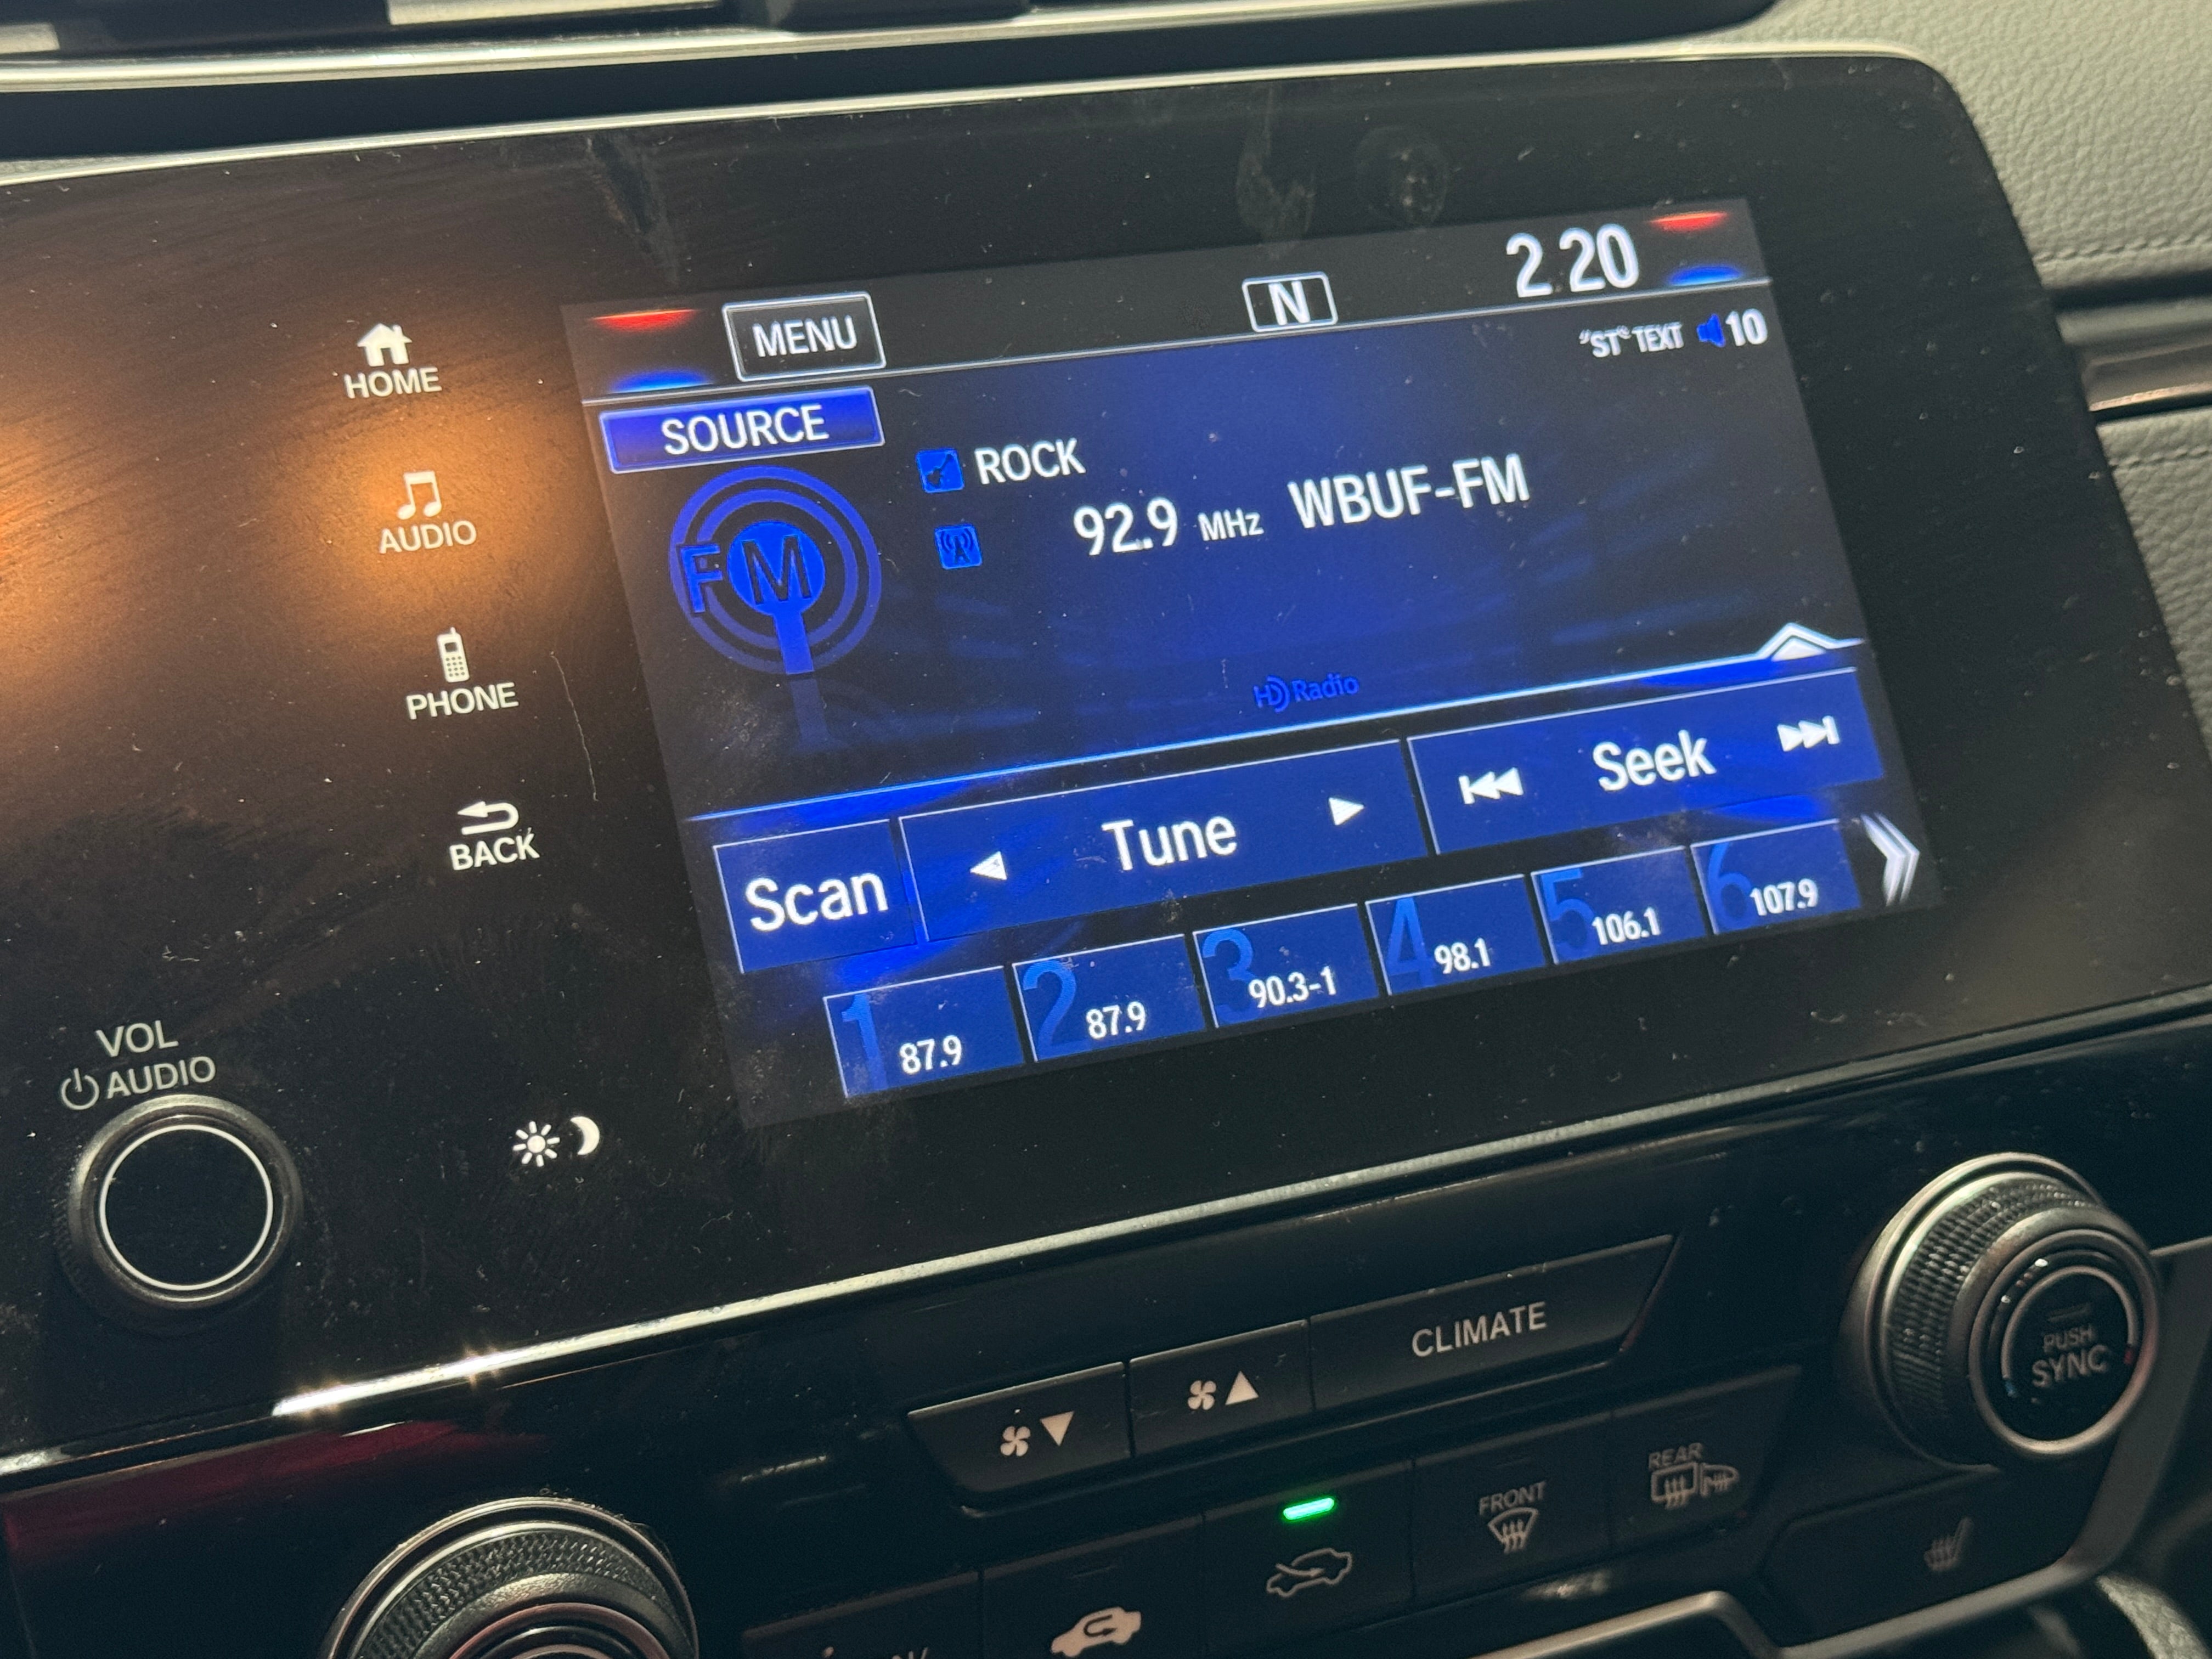 MENU
N
2:20
"ST" TEXT
10
HOME
SOURCE
ROCK
AUDIO
FM
92.9 MHz WBUF-FM
PHONE
HD Radio
BACK
Scan
Tune
Seek
1 87.9
2 87.9
3 90.3-1
4 98.1
5 106.1
6 107.9
VOL
AUDIO
CLIMATE
PUSH
SYNC
FRONT
REAR